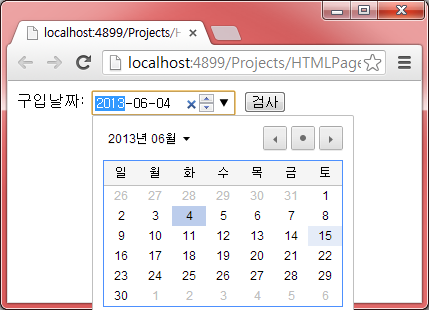 localhost:4899/Projects/H
localhost:4899/Projects/HTMLPage
구입날짜: 2013-06-04 검사
2013년 06월
일 월 화 수 목 금 토
26 27 28 29 30 31 1
2 3 4 5 6 7 8
9 10 11 12 13 14 15
16 17 18 19 20 21 22
23 24 25 26 27 28 29
30 1 2 3 4 5 6